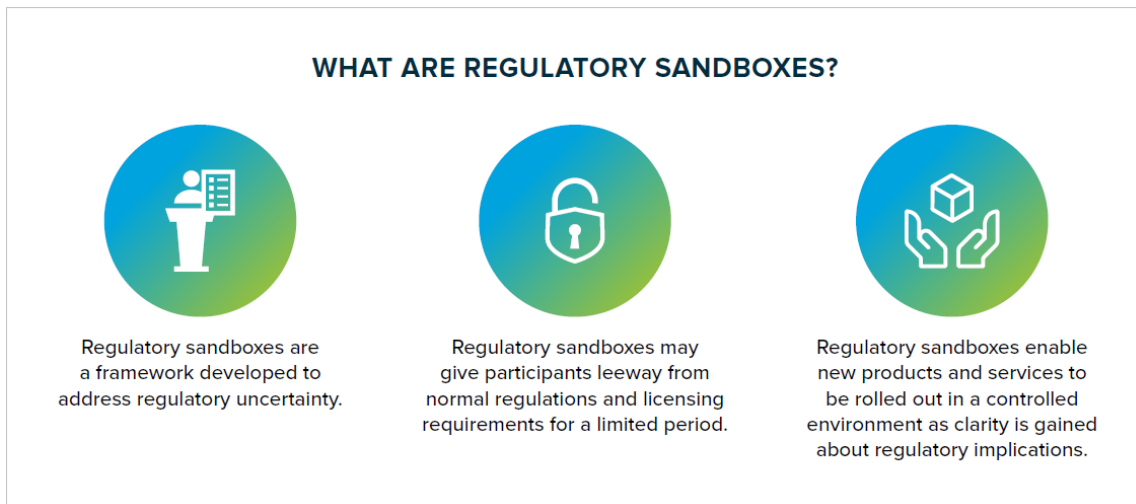 WHAT ARE REGULATORY SANDBOXES?
Regulatory sandboxes are
a framework developed to
address regulatory uncertainty.
Regulatory sandboxes may
give participants leeway from
normal regulations and licensing
requirements for a limited period.
Regulatory sandboxes enable
new products and services to
be rolled out in a controlled
environment as clarity is gained
about regulatory implications.